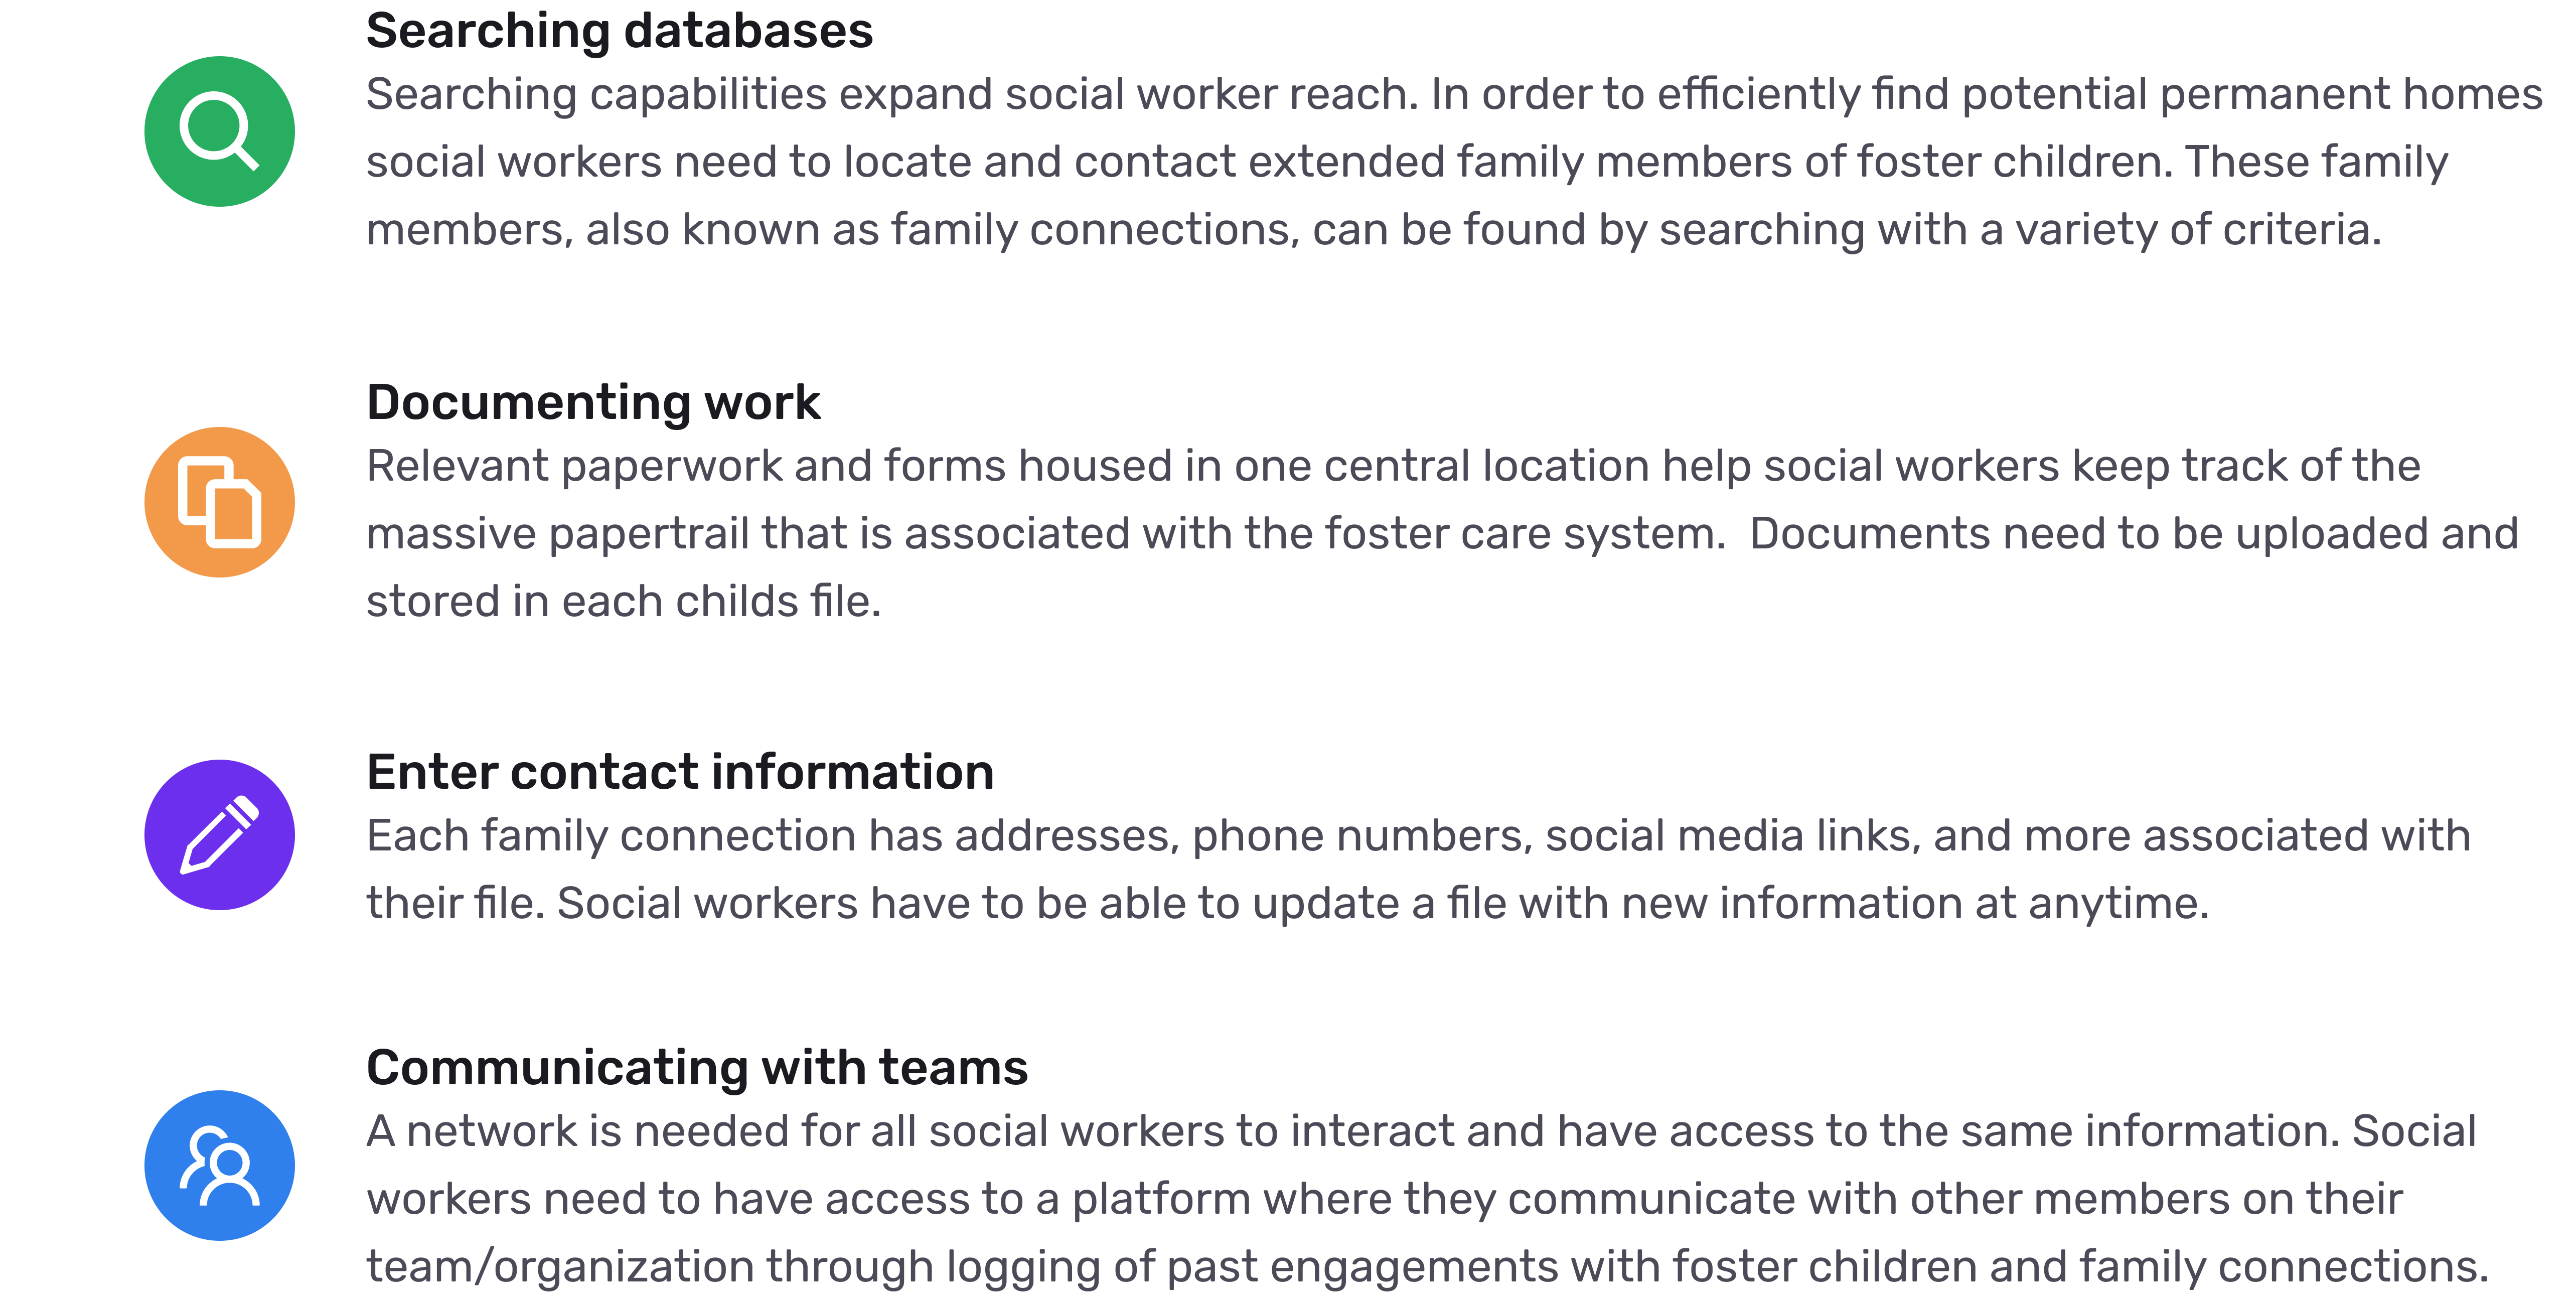 Searching databases
Searching capabilities expand social worker reach. In order to efficiently find potential permanent homes
social workers need to locate and contact extended family members of foster children. These family
members, also known as family connections, can be found by searching with a variety of criteria.
Documenting work
Relevant paperwork and forms housed in one central location help social workers keep track of the
massive papertrail that is associated with the foster care system.  Documents need to be uploaded and
stored in each childs file.
Enter contact information
Each family connection has addresses, phone numbers, social media links, and more associated with
their file. Social workers have to be able to update a file with new information at anytime.
Communicating with teams
A network is needed for all social workers to interact and have access to the same information. Social
workers need to have access to a platform where they communicate with other members on their
team/organization through logging of past engagements with foster children and family connections.